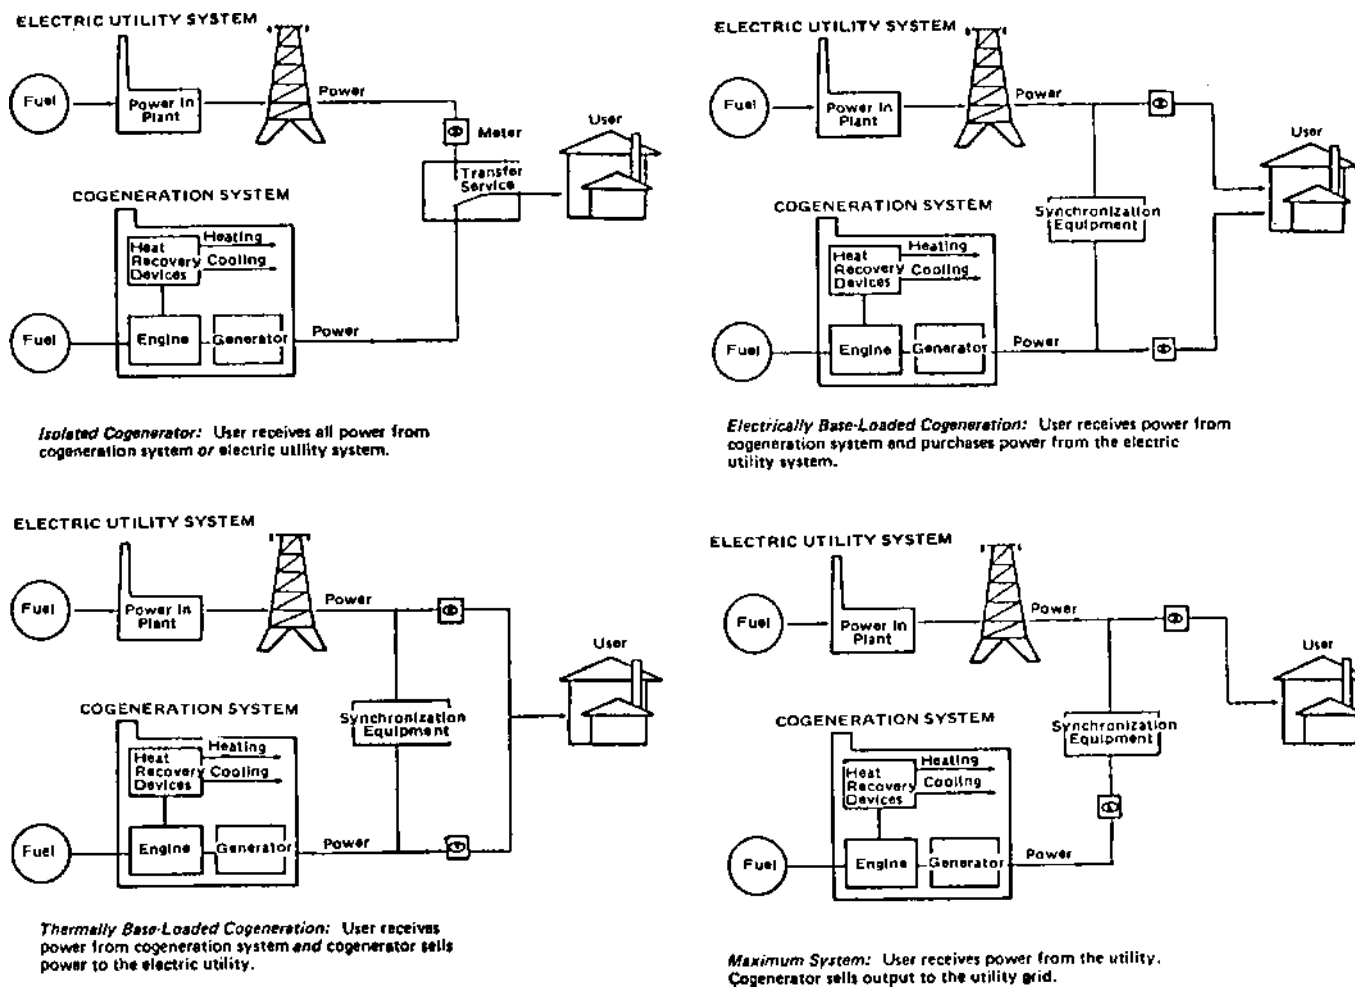 ELECTRIC UTILITY SYSTEM
Fuel
Power In
Plant
Power
Meter
User
Transfer
Service
COGENERATION SYSTEM
Heat
Recovery
Devices
Heating
Cooling
Fuel
Engine
Generator
Power
Isolated Cogenerator: User receives all power from
cogeneration system or electric utility system.
ELECTRIC UTILITY SYSTEM
Fuel
Power In
Plant
Power
User
COGENERATION SYSTEM
Synchronization
Equipment
Heat
Recovery
Devices
Heating
Cooling
Fuel
Engine
Generator
Power
Electrically Base-Loaded Cogeneration: User receives power from
cogeneration system and purchases power from the electric
utility system.
ELECTRIC UTILITY SYSTEM
Fuel
Power In
Plant
Power
User
COGENERATION SYSTEM
Synchronization
Equipment
Heat
Recovery
Devices
Heating
Cooling
Fuel
Engine
Generator
Power
Thermally Base-Loaded Cogeneration: User receives
power from cogeneration system and cogenerator sells
power to the electric utility.
ELECTRIC UTILITY SYSTEM
Fuel
Power In
Plant
Power
User
COGENERATION SYSTEM
Synchronization
Equipment
Heat
Recovery
Devices
Heating
Cooling
Fuel
Engine
Generator
Power
Maximum System: User receives power from the utility.
Cogenerator sells output to the utility grid.